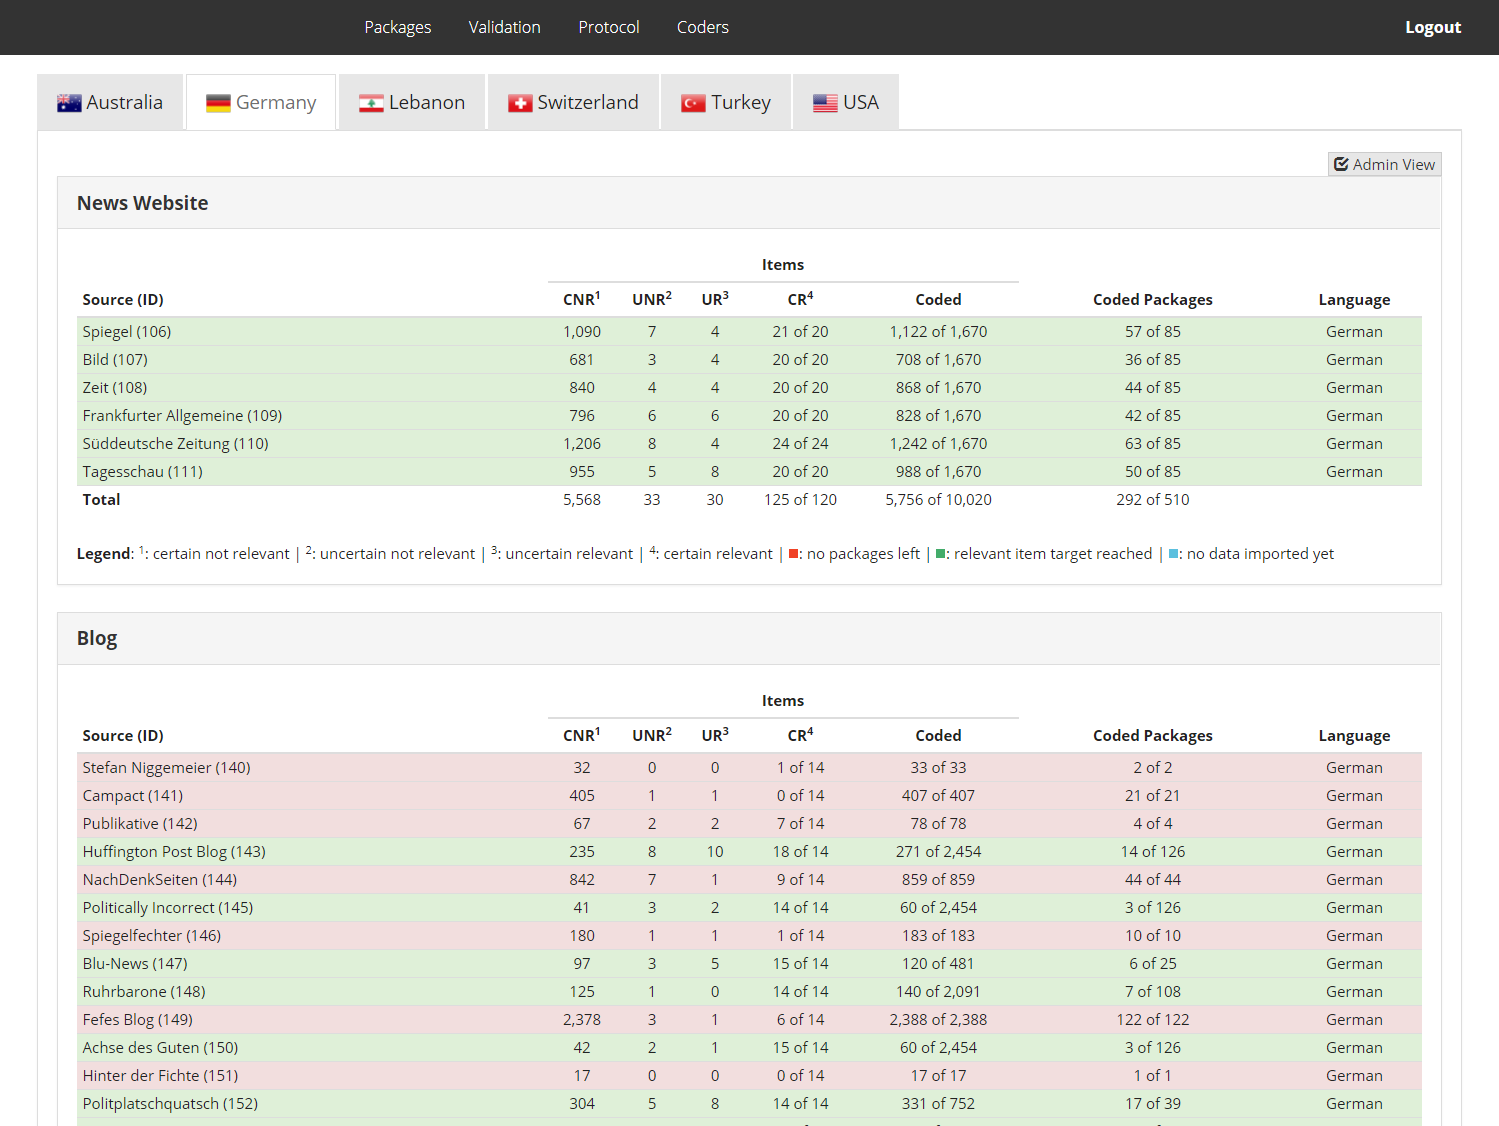 Packages Validation Protocol Coders Logout
Australia Germany Lebanon Switzerland Turkey USA
Admin View
News Website
Items
Source (ID) CNR1 UNR2 UR3 CR4 Coded Coded Packages Language
Spiegel (106) 1,090 7 4 21 of 20 1,122 of 1,670 57 of 85 German
Bild (107) 681 3 4 20 of 20 708 of 1,670 36 of 85 German
Zeit (108) 840 4 4 20 of 20 868 of 1,670 44 of 85 German
Frankfurter Allgemeine (109) 796 6 6 20 of 20 828 of 1,670 42 of 85 German
Süddeutsche Zeitung (110) 1,206 8 4 24 of 24 1,242 of 1,670 63 of 85 German
Tagesschau (111) 955 5 8 20 of 20 988 of 1,670 50 of 85 German
Total 5,568 33 30 125 of 120 5,756 of 10,020 292 of 510
Legend: 1: certain not relevant | 2: uncertain not relevant | 3: uncertain relevant | 4: certain relevant | : no packages left | : relevant item target reached | : no data imported yet
Blog
Items
Source (ID) CNR1 UNR2 UR3 CR4 Coded Coded Packages Language
Stefan Niggemeier (140) 32 0 0 1 of 14 33 of 33 2 of 2 German
Campact (141) 405 1 1 0 of 14 407 of 407 21 of 21 German
Publikative (142) 67 2 2 7 of 14 78 of 78 4 of 4 German
Huffington Post Blog (143) 235 8 10 18 of 14 271 of 2,454 14 of 126 German
NachDenkSeiten (144) 842 7 1 9 of 14 859 of 859 44 of 44 German
Politically Incorrect (145) 41 3 2 14 of 14 60 of 2,454 3 of 126 German
Spiegelfechter (146) 180 1 1 1 of 14 183 of 183 10 of 10 German
Blu-News (147) 97 3 5 15 of 14 120 of 481 6 of 25 German
Ruhrbarone (148) 125 1 0 14 of 14 140 of 2,091 7 of 108 German
Fefes Blog (149) 2,378 3 1 6 of 14 2,388 of 2,388 122 of 122 German
Achse des Guten (150) 42 2 1 15 of 14 60 of 2,454 3 of 126 German
Hinter der Fichte (151) 17 0 0 0 of 14 17 of 17 1 of 1 German
Politplatschquatsch (152) 304 5 8 14 of 14 331 of 752 17 of 39 German